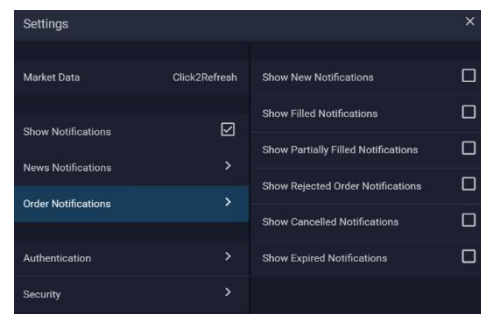 Settings
Market Data Click2Refresh
Show Notifications
News Notifications
Order Notifications
Authentication
Security
Show New Notifications
Show Filled Notifications
Show Partially Filled Notifications
Show Rejected Order Notifications
Show Cancelled Notifications
Show Expired Notifications